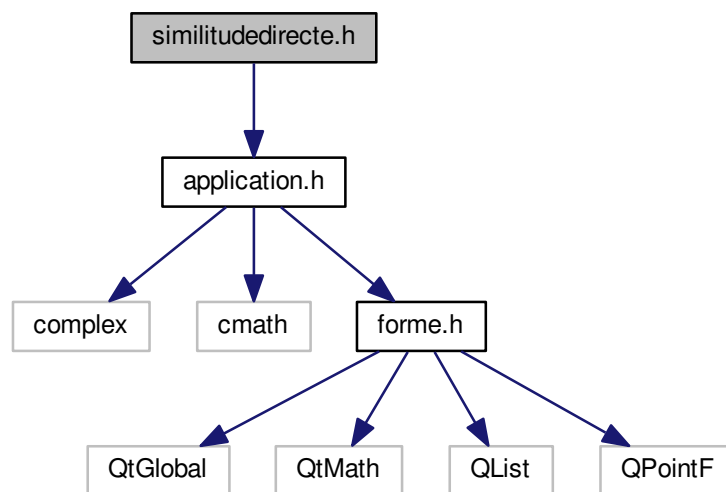 similitudedirecte.h
application.h
complex
cmath
forme.h
QtGlobal
QtMath
QList
QPointF